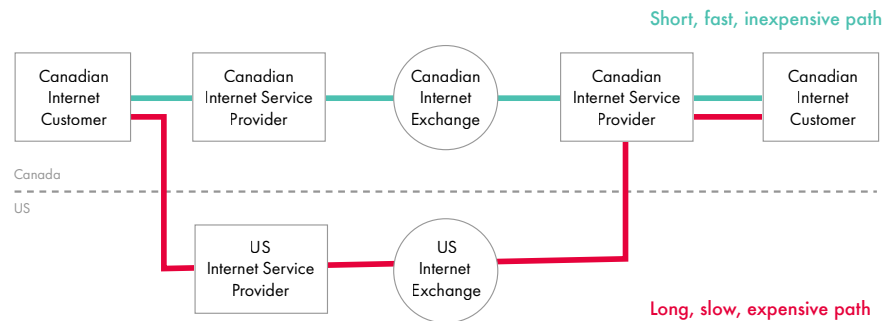 Short, fast, inexpensive path
Canadian
Internet
Customer
Canadian
Internet Service
Provider
Canadian
Internet
Exchange
Canadian
Internet Service
Provider
Canadian
Internet
Customer
Canada
US
US
Internet Service
Provider
US
Internet
Exchange
Long, slow, expensive path